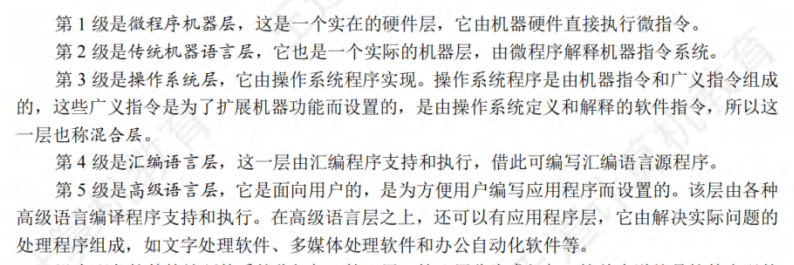 第 1 级是微程序机器层，这是一个实在的硬件层，它由机器硬件直接执行微指令。
第 2 级是传统机器语言层，它也是一个实际的机器层，由微程序解释机器指令系统。
第 3 级是操作系统层，它由操作系统程序实现。操作系统程序是由机器指令和广义指令组成
的，这些广义指令是为了扩展机器功能而设置的，是由操作系统定义和解释的软件指令，所以这
一层也称混合层。
第 4 级是汇编语言层，这一层由汇编程序支持和执行，借此可编写汇编语言源程序。
第 5 级是高级语言层，它是面向用户的，是为方便用户编写应用程序而设置的。该层由各种
高级语言编译程序支持和执行。在高级语言层之上，还可以有应用程序层，它由解决实际问题的
处理程序组成，如文字处理软件、多媒体处理软件和办公自动化软件等。